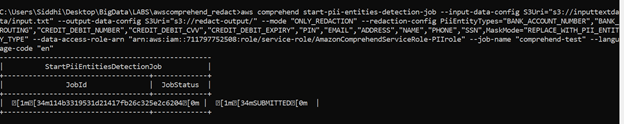 C:\Users\Siddhi\Desktop\BigData\LABS\awscomprehend_redact>aws comprehend start-pii-entities-detection-job --input-data-config S3Uri="s3://inputtextdata
ta/input.txt" --output-data-config S3Uri="s3://redact-output/" --mode "ONLY_REDACTION" --redaction-config PiiEntityTypes="BANK_ACCOUNT_NUMBER","BANK_
ROUTING","CREDIT_DEBIT_NUMBER","CREDIT_DEBIT_CVV","CREDIT_DEBIT_EXPIRY","PIN","EMAIL","ADDRESS","NAME","PHONE","SSN",MaskMode="REPLACE_WITH_PII_ENTIT
Y_TYPE" --data-access-role-arn "arn:aws:iam::711797752508:role/service-role/AmazonComprehendServiceRole-PIIrole" --job-name "comprehend-test" --langu
age-code "en"
| StartPiiEntitiesDetectionJob |
| JobId | JobStatus |
| [1m[34m114b3319531d21417fb26c325e2c6204[0m | [1m[34mSUBMITTED[0m |